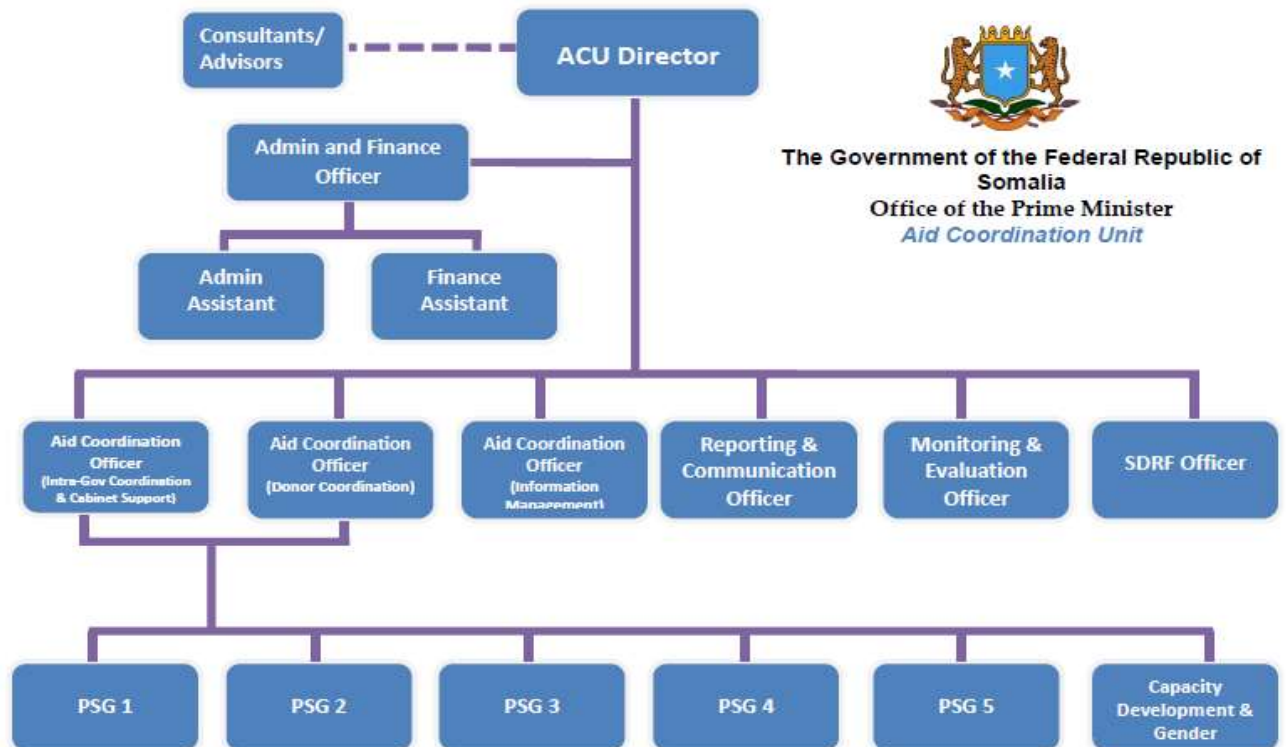 Consultants/
Advisors
ACU Director
The Government of the Federal Republic of
Somalia
Office of the Prime Minister
Aid Coordination Unit
Admin and Finance
Officer
Admin
Assistant
Finance
Assistant
Aid Coordination
Officer
(Intra-Gov Coordination
& Cabinet Support)
Aid Coordination
Officer
(Donor Coordination)
Aid Coordination
Officer
(Information
Management)
Reporting &
Communication
Officer
Monitoring &
Evaluation
Officer
SDRF Officer
PSG 1
PSG 2
PSG 3
PSG 4
PSG 5
Capacity
Development &
Gender